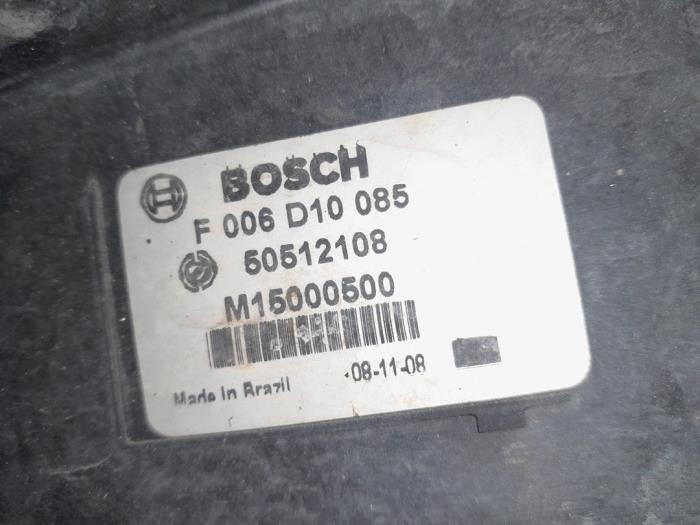 BOSCH
F 006 D10 085
50512108
M15000500
08-11-08
Made In Brazil